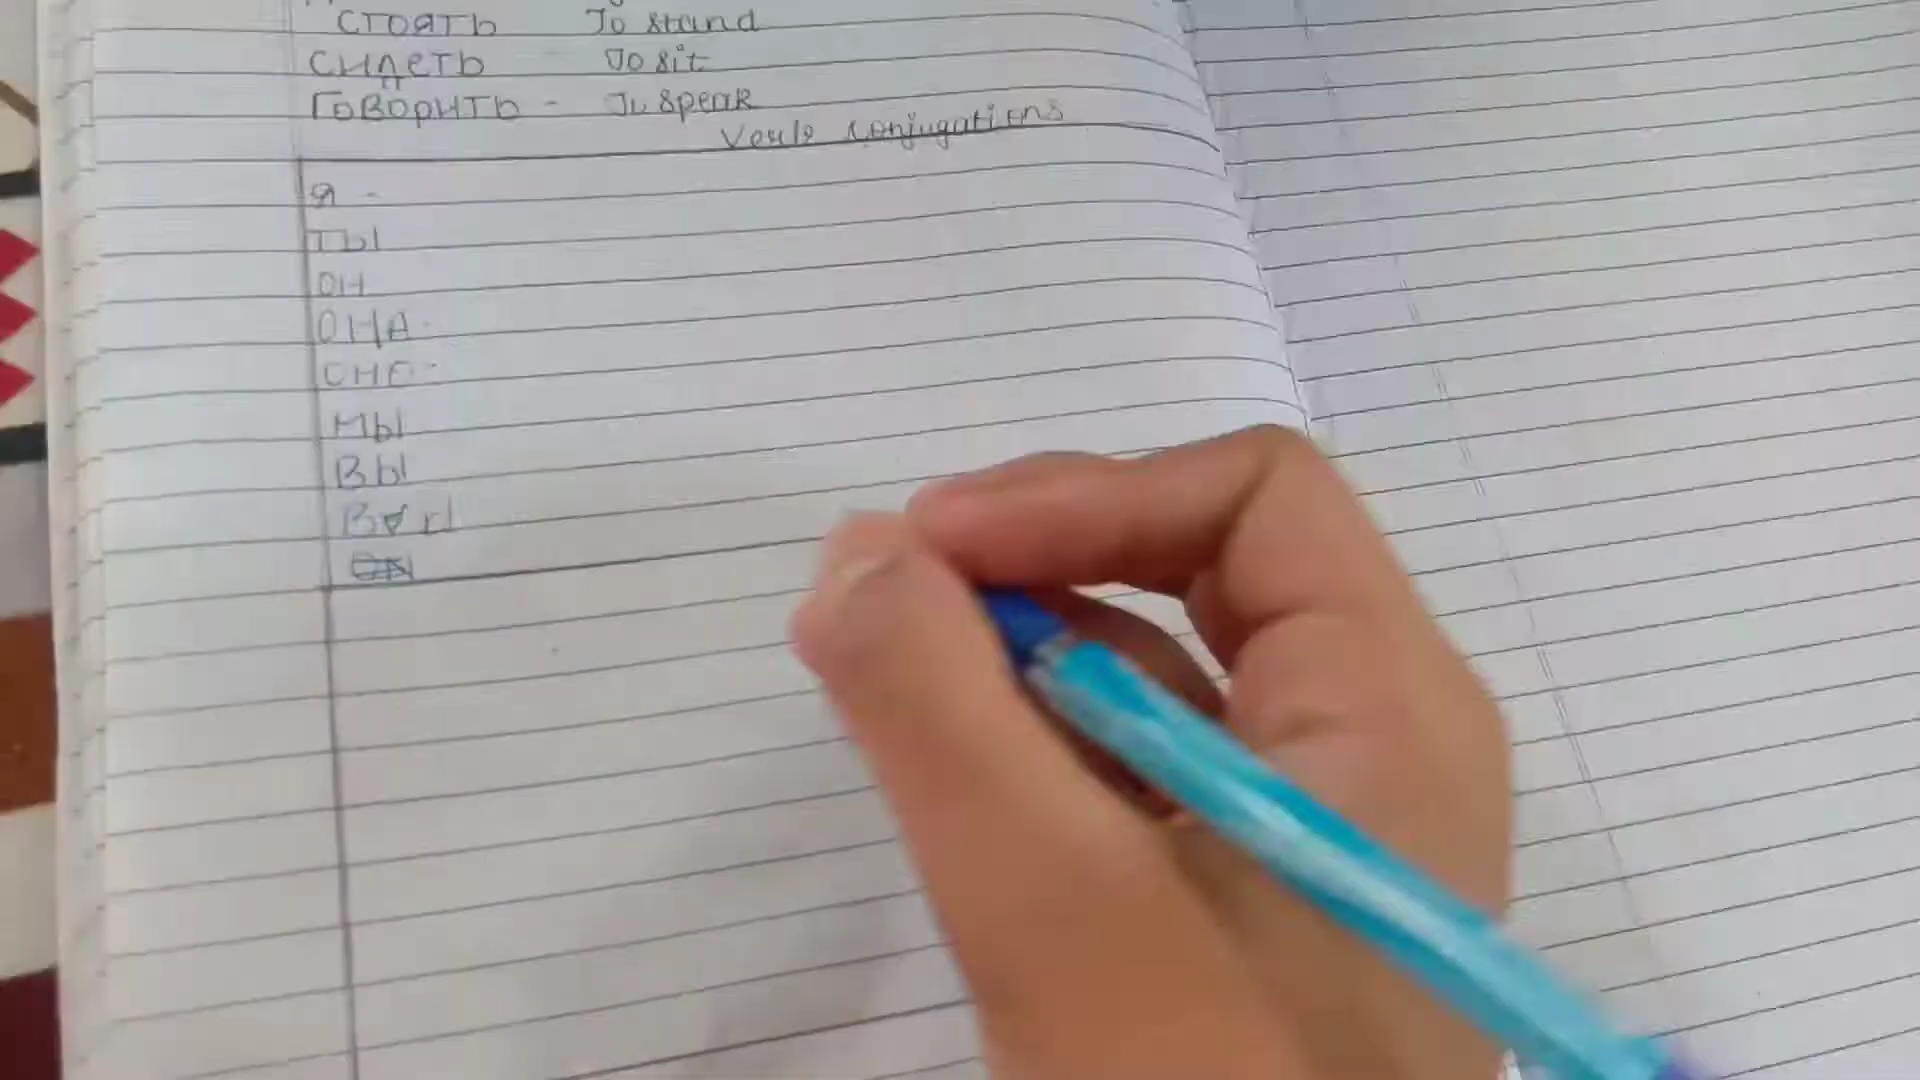 СТОЯТЬ To stand
СИДеТЬ To sit
ГОВОРИТЬ - To speak
Verb conjugations
Я -
ТЫ
ОН
ОНА -
ОНО -
МЫ
ВЫ